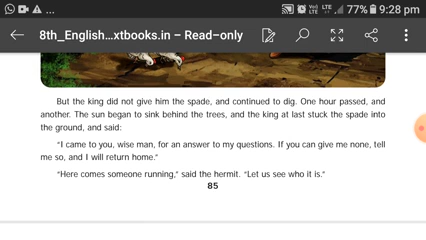 77% 9:28 pm
8th_English...xtbooks.in – Read–only
But the king did not give him the spade, and continued to dig. One hour passed, and
another. The sun began to sink behind the trees, and the king at last stuck the spade into
the ground, and said:
"I came to you, wise man, for an answer to my questions. If you can give me none, tell
me so, and I will return home."
"Here comes someone running," said the hermit. "Let us see who it is."
85